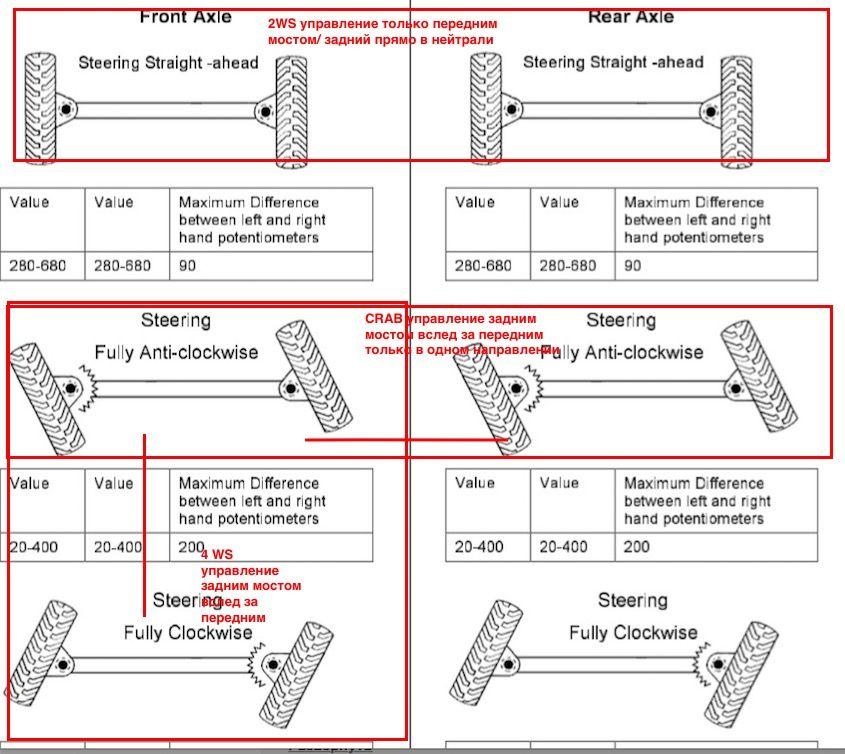 Front Axle
Rear Axle
2WS управление только передним
мостом/ задний прямо в нейтрали
Steering Straight -ahead
Steering Straight -ahead
Value Value Maximum Difference
between left and right
hand potentiometers
280-680 280-680 90
Value Value Maximum Difference
between left and right
hand potentiometers
280-680 280-680 90
Steering
Fully Anti-clockwise
CRAB управление задним
мостом вслед за передним
только в одном направлении
Steering
Fully Anti-clockwise
Value Value Maximum Difference
between left and right
hand potentiometers
20-400 20-400 200
Value Value Maximum Difference
between left and right
hand potentiometers
20-400 20-400 200
4 WS
управление
задним мостом
вслед за
передним
Steering
Fully Clockwise
Steering
Fully Clockwise